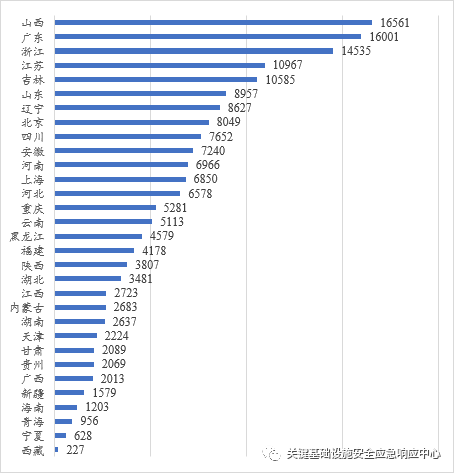 山西 16561
广东 16001
浙江 14535
江苏 10967
吉林 10585
山东 8957
辽宁 8627
北京 8049
四川 7652
安徽 7240
河南 6966
上海 6850
河北 6578
重庆 5281
云南 5113
黑龙江 4579
福建 4178
陕西 3807
湖北 3481
江西 2723
内蒙古 2683
湖南 2637
天津 2224
甘肃 2089
贵州 2069
广西 2013
新疆 1579
海南 1203
青海 956
宁夏 628
西藏 227
关键基础设施安全应急响应中心